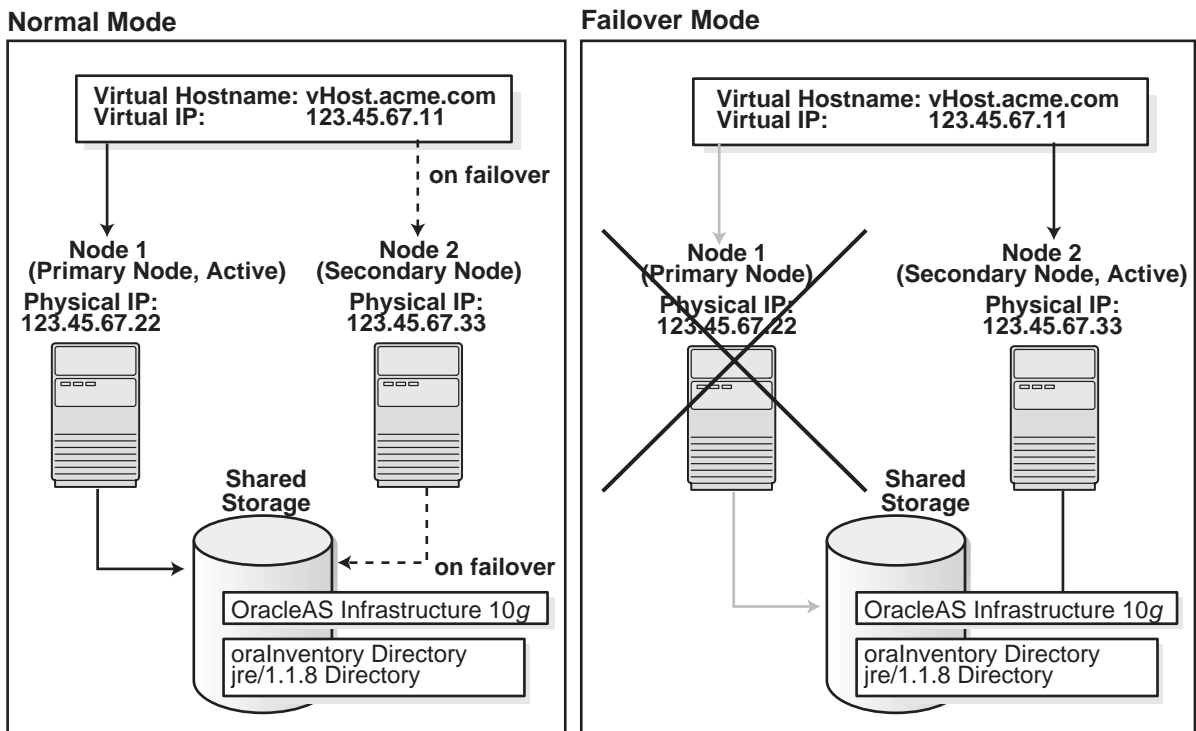 Normal Mode
Virtual Hostname: vHost.acme.com
Virtual IP: 123.45.67.11
on failover
Node 1
(Primary Node, Active)
Physical IP:
123.45.67.22
Node 2
(Secondary Node)
Physical IP:
123.45.67.33
Shared
Storage
on failover
OracleAS Infrastructure 10g
oraInventory Directory
jre/1.1.8 Directory
Failover Mode
Virtual Hostname: vHost.acme.com
Virtual IP: 123.45.67.11
Node 1
(Primary Node)
Physical IP:
123.45.67.22
Node 2
(Secondary Node, Active)
Physical IP:
123.45.67.33
Shared
Storage
OracleAS Infrastructure 10g
oraInventory Directory
jre/1.1.8 Directory